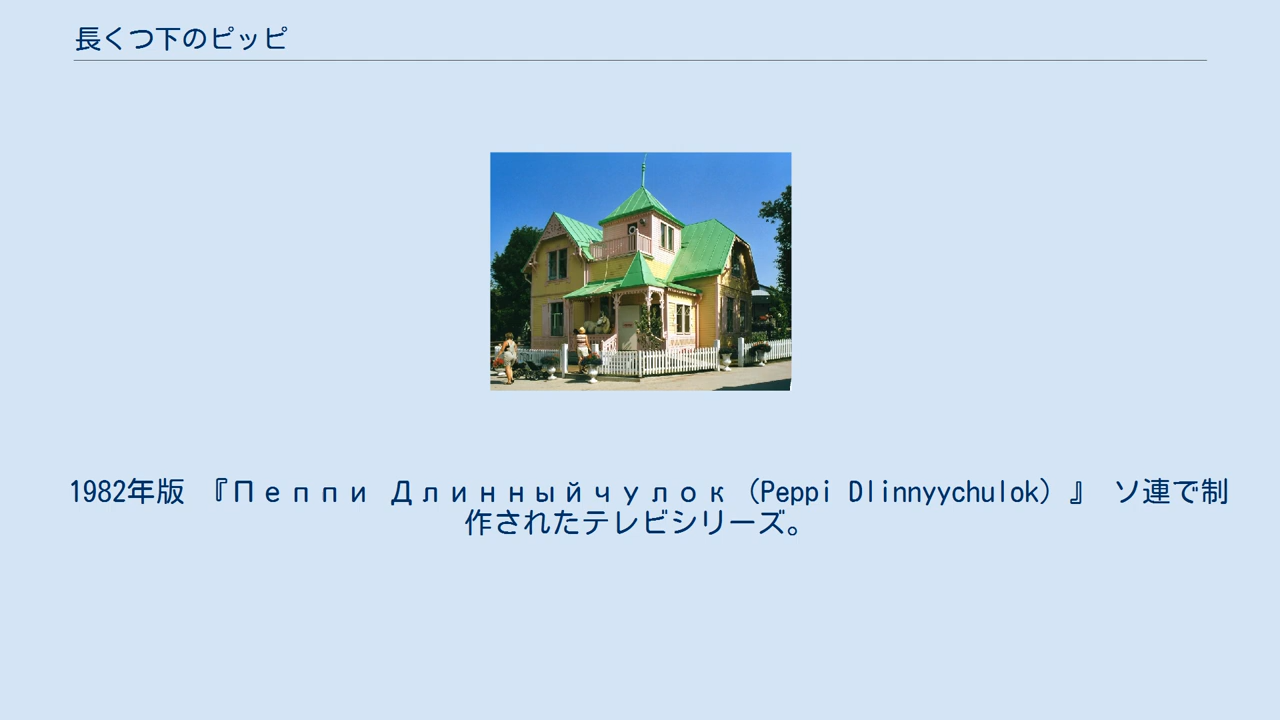 長くつ下のピッピ
1982年版 『Пеппи Длинныйчулок（Peppi Dlinnyychulok）』 ソ連で制
作されたテレビシリーズ。